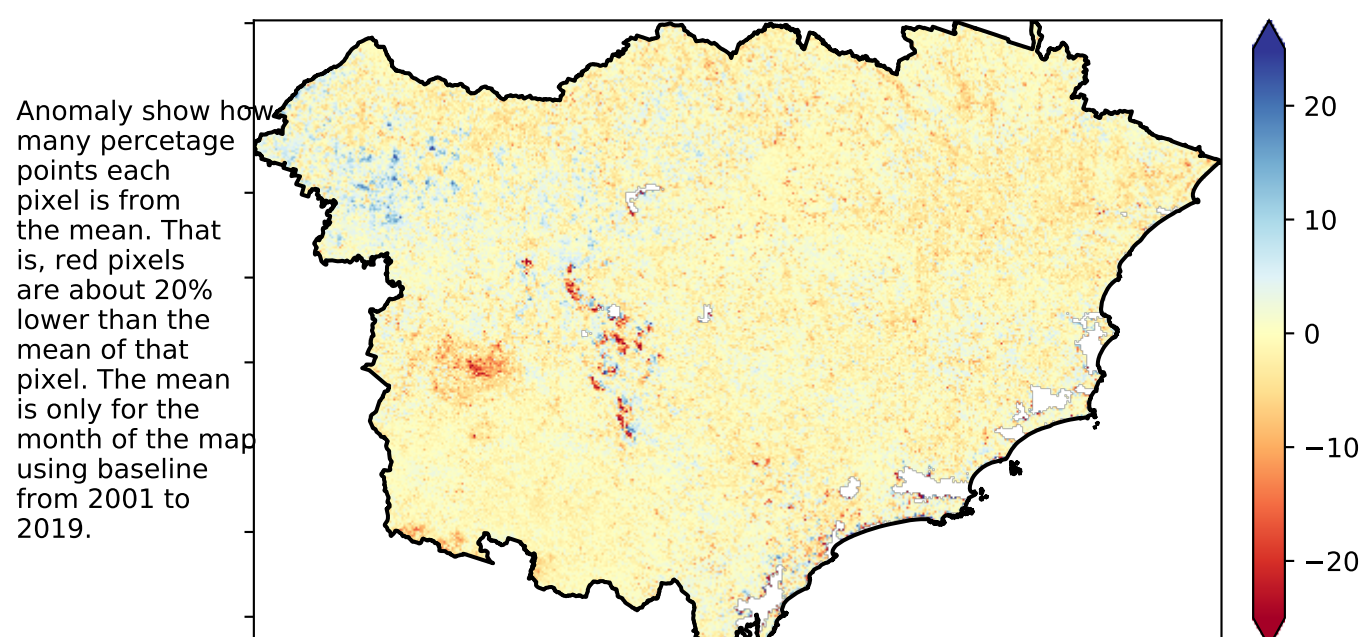 Anomaly show how
many percetage
points each
pixel is from
the mean. That
is, red pixels
are about 20%
lower than the
mean of that
pixel. The mean
is only for the
month of the map
using baseline
from 2001 to
2019.
20
10
0
−10
−20